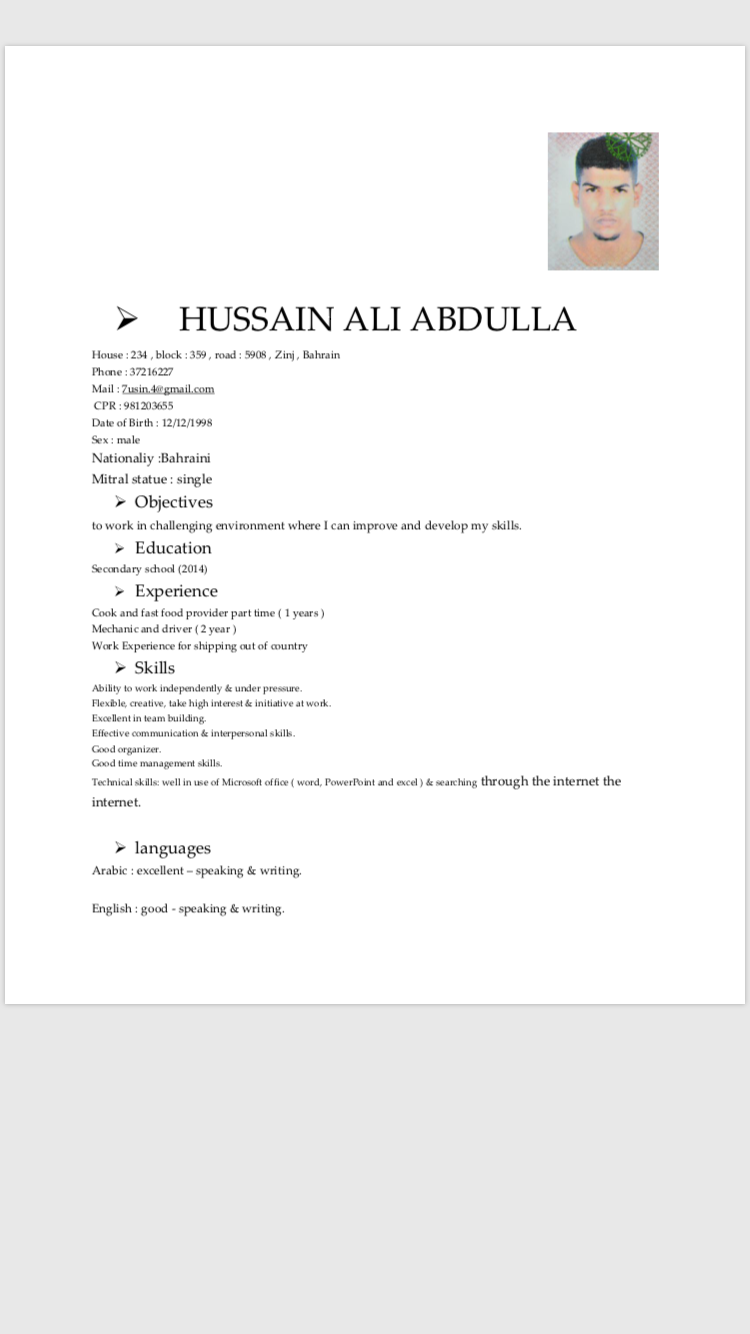 HUSSAIN ALI ABDULLA
House : 234 , block : 359 , road : 5908 , Zinj , Bahrain
Phone : 37216227
Mail : 7usin.4@gmail.com
CPR : 981203655
Date of Birth : 12/12/1998
Sex : male
Nationaliy :Bahraini
Mitral statue : single
Objectives
to work in challenging environment where I can improve and develop my skills.
Education
Secondary school (2014)
Experience
Cook and fast food provider part time ( 1 years )
Mechanic and driver ( 2 year )
Work Experience for shipping out of country
Skills
Ability to work independently & under pressure.
Flexible, creative, take high interest & initiative at work.
Excellent in team building.
Effective communication & interpersonal skills.
Good organizer.
Good time management skills.
Technical skills: well in use of Microsoft office ( word, PowerPoint and excel ) & searching through the internet the
internet.
languages
Arabic : excellent – speaking & writing.
English : good - speaking & writing.